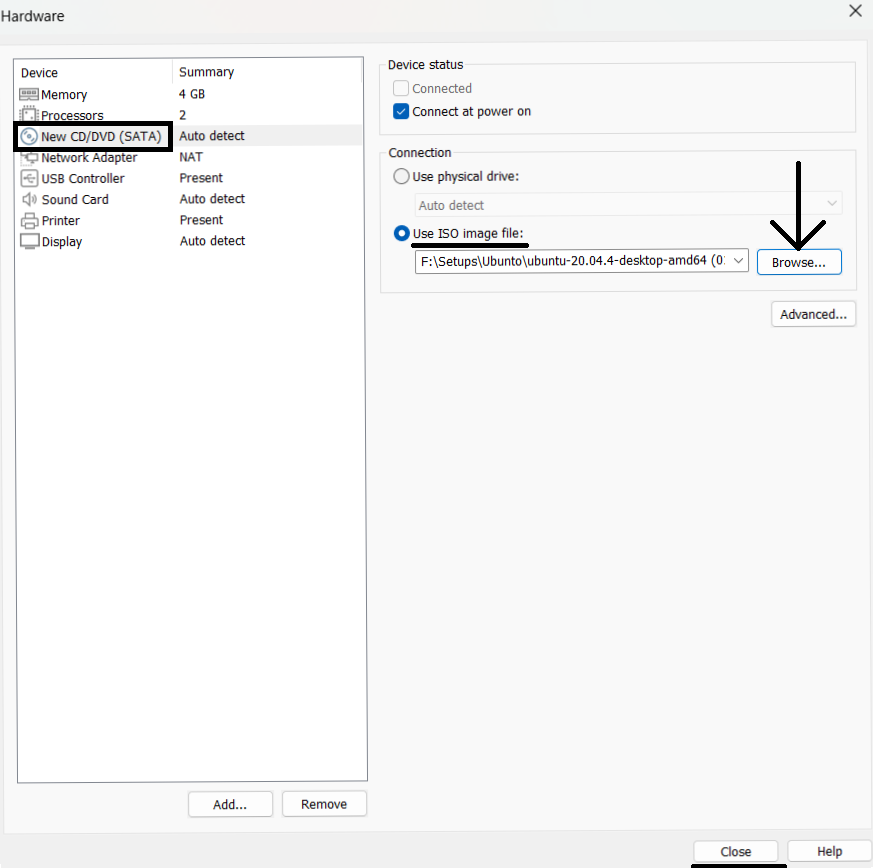 Hardware
Device Summary
Memory 4 GB
Processors 2
New CD/DVD (SATA) Auto detect
Network Adapter NAT
USB Controller Present
Sound Card Auto detect
Printer Present
Display Auto detect
Add... Remove
Device status
Connected
Connect at power on
Connection
Use physical drive:
Auto detect
Use ISO image file:
F:\Setups\Ubunto\ubuntu-20.04.4-desktop-amd64 (0 Browse...
Advanced...
Close Help